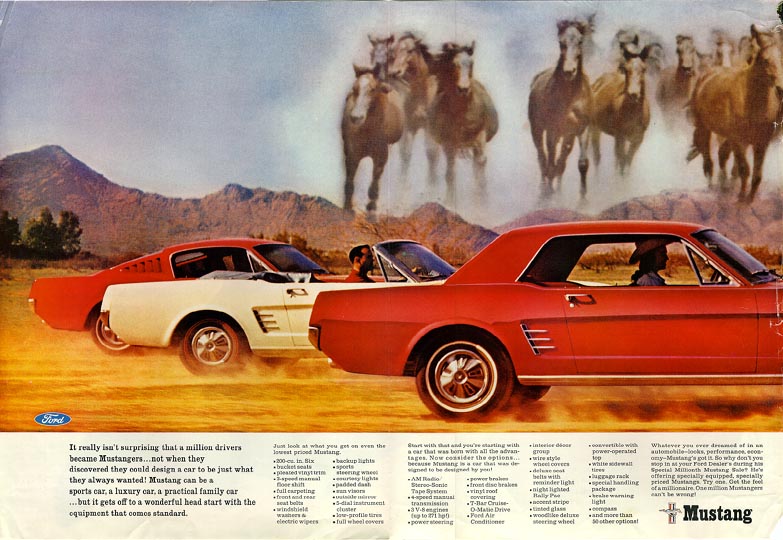 Ford
It really isn't surprising that a million drivers
became Mustangers...not when they
discovered they could design a car to be just what
they always wanted! Mustang can be a
sports car, a luxury car, a practical family car
...but it gets off to a wonderful head start with the
equipment that comes standard.
Just look at what you get on even the
lowest priced Mustang.
• 200-cu. in. Six
• bucket seats
• pleated vinyl trim
• 3-speed manual
floor shift
• full carpeting
• front and rear
seat belts
• windshield
washers &
electric wipers
• backup lights
• sports
steering wheel
• courtesy lights
• padded dash
• sun visors
• outside mirror
• 5-dial instrument
cluster
• low-profile tires
• full wheel covers
Start with that and you're starting with
a car that was born with all the advan-
tages. Now consider the options...
because Mustang is a car that was de-
signed to be designed by you!
• AM Radio/
Stereo-Sonic
Tape System
• 4-speed manual
transmission
• 3 V-8 engines
(up to 271 hp!)
• power steering
• power brakes
• front disc brakes
• vinyl roof
covering
• T-Bar Cruise-
O-Matic Drive
• Ford Air
Conditioner
• interior décor
group
• wire style
wheel covers
• deluxe seat
belts with
reminder light
• night lighted
Rally Pac
• accent stripe
• tinted glass
• woodlike deluxe
steering wheel
• convertible with
power-operated
top
• white sidewall
tires
• luggage rack
• special handling
package
• brake warning
light
• compass
• and more than
50 other options!
Whatever you ever dreamed of in an
automobile–looks, performance, econ-
omy–Mustang's got it. So why don't you
stop in at your Ford Dealer's during his
Special Millionth Mustang Sale? He's
offering specially equipped, specially
priced Mustangs. Try one. Get the feel
of a millionaire. One million Mustangers
can't be wrong!
Mustang